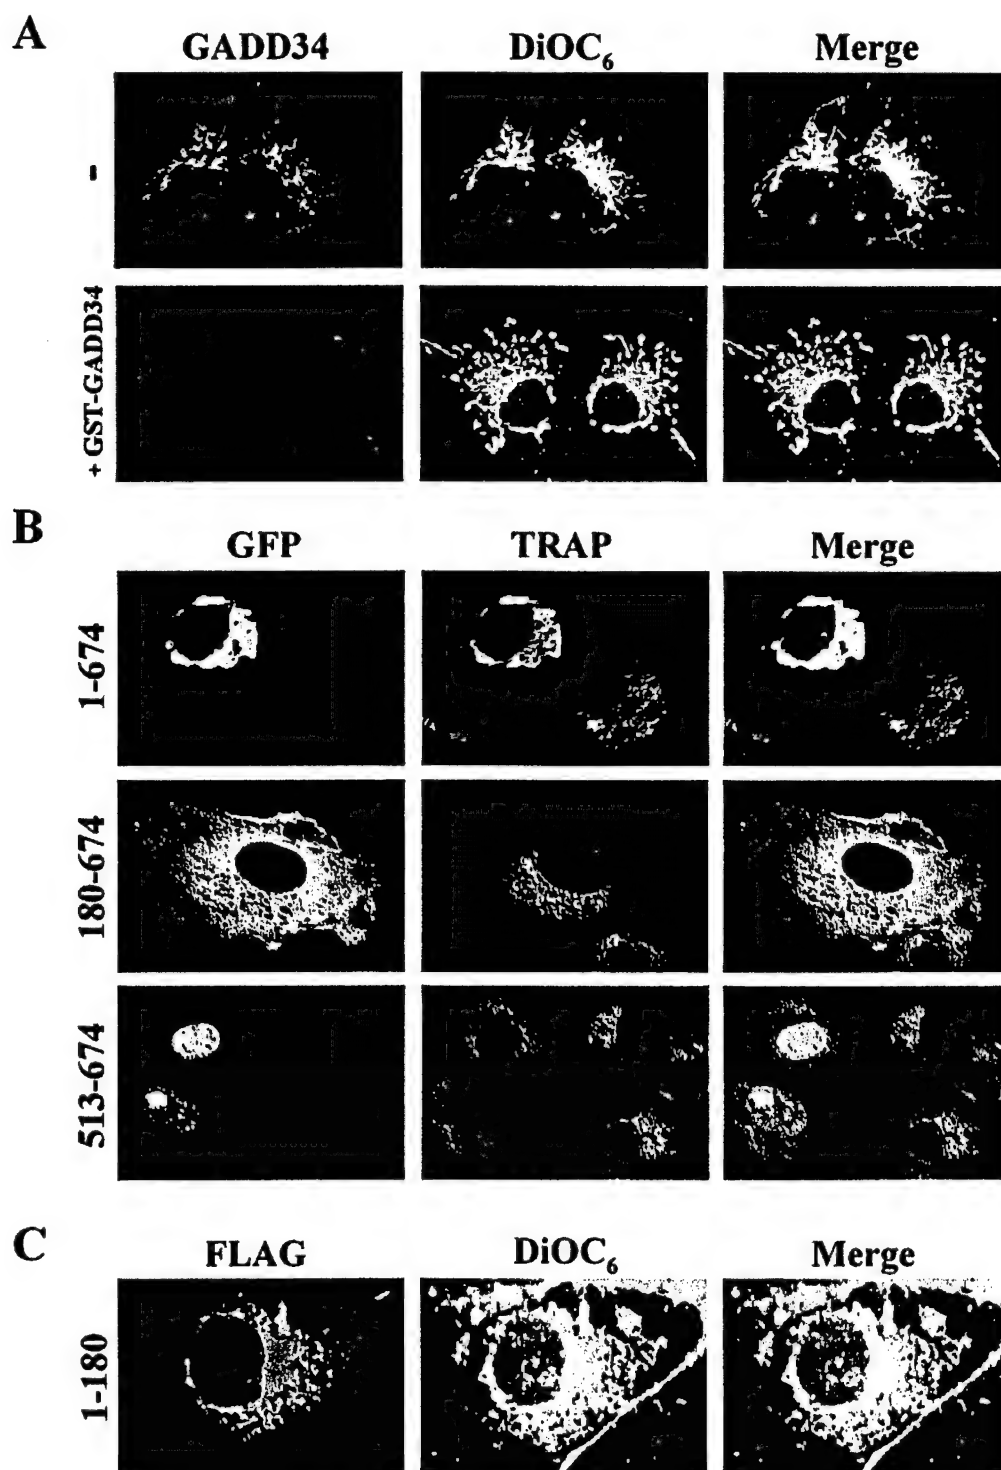 A
GADD34 DiOC6 Merge
-
+ GST-GADD34
B
GFP TRAP Merge
1-674
180-674
513-674
C
FLAG DiOC6 Merge
1-180